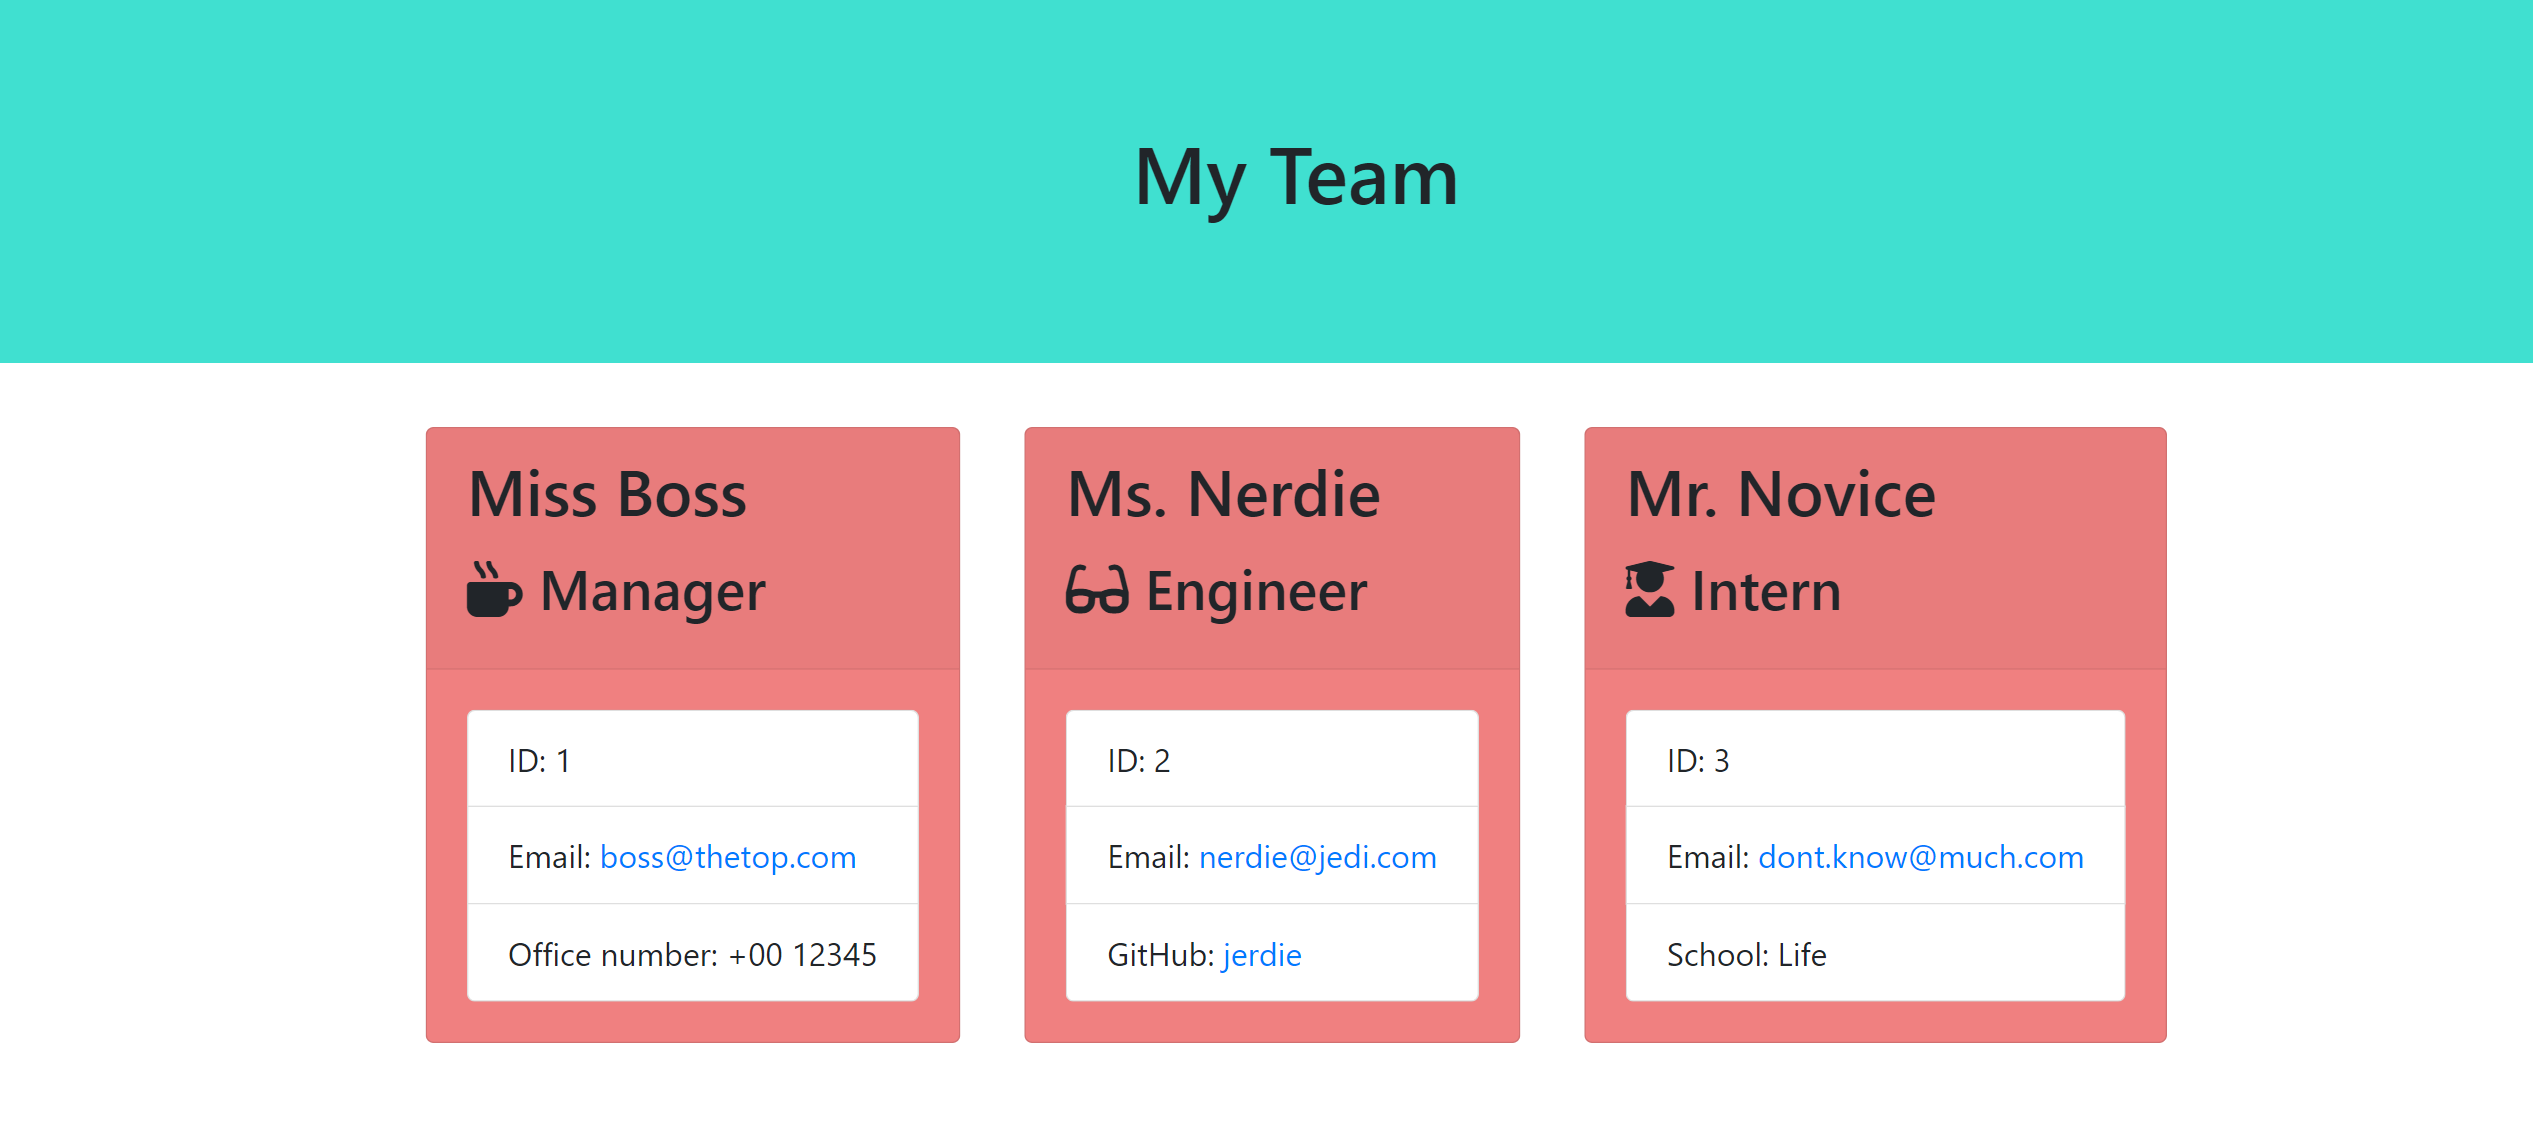 My Team
Miss Boss
Manager
ID: 1
Email: boss@thetop.com
Office number: +00 12345
Ms. Nerdie
Engineer
ID: 2
Email: nerdie@jedi.com
GitHub: jerdie
Mr. Novice
Intern
ID: 3
Email: dont.know@much.com
School: Life